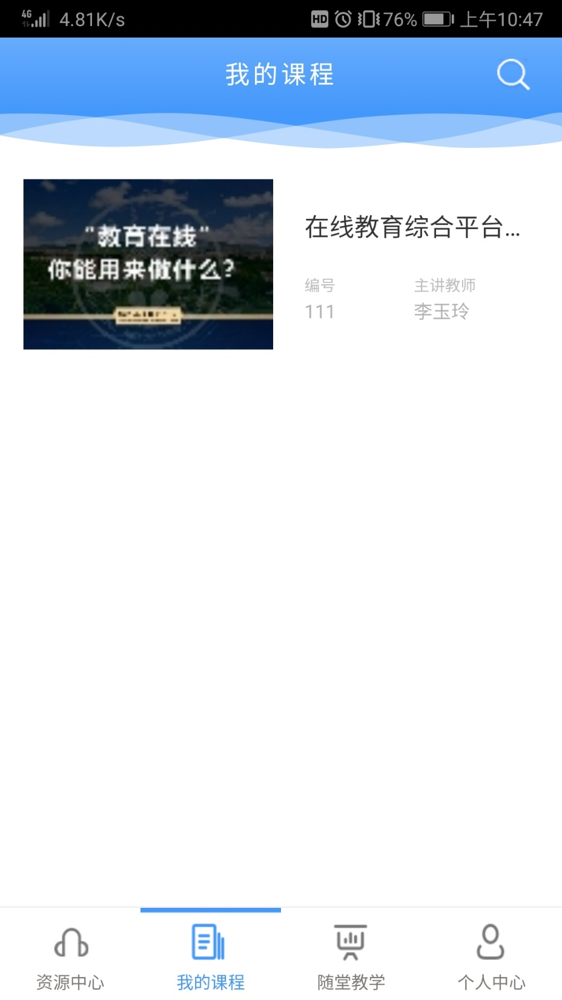 4G 4.81K/s HD 76% 上午10:47
我的课程
“教育在线”
你能用来做什么？
在线教育综合平台...
编号 主讲教师
111 李玉玲
资源中心 我的课程 随堂教学 个人中心